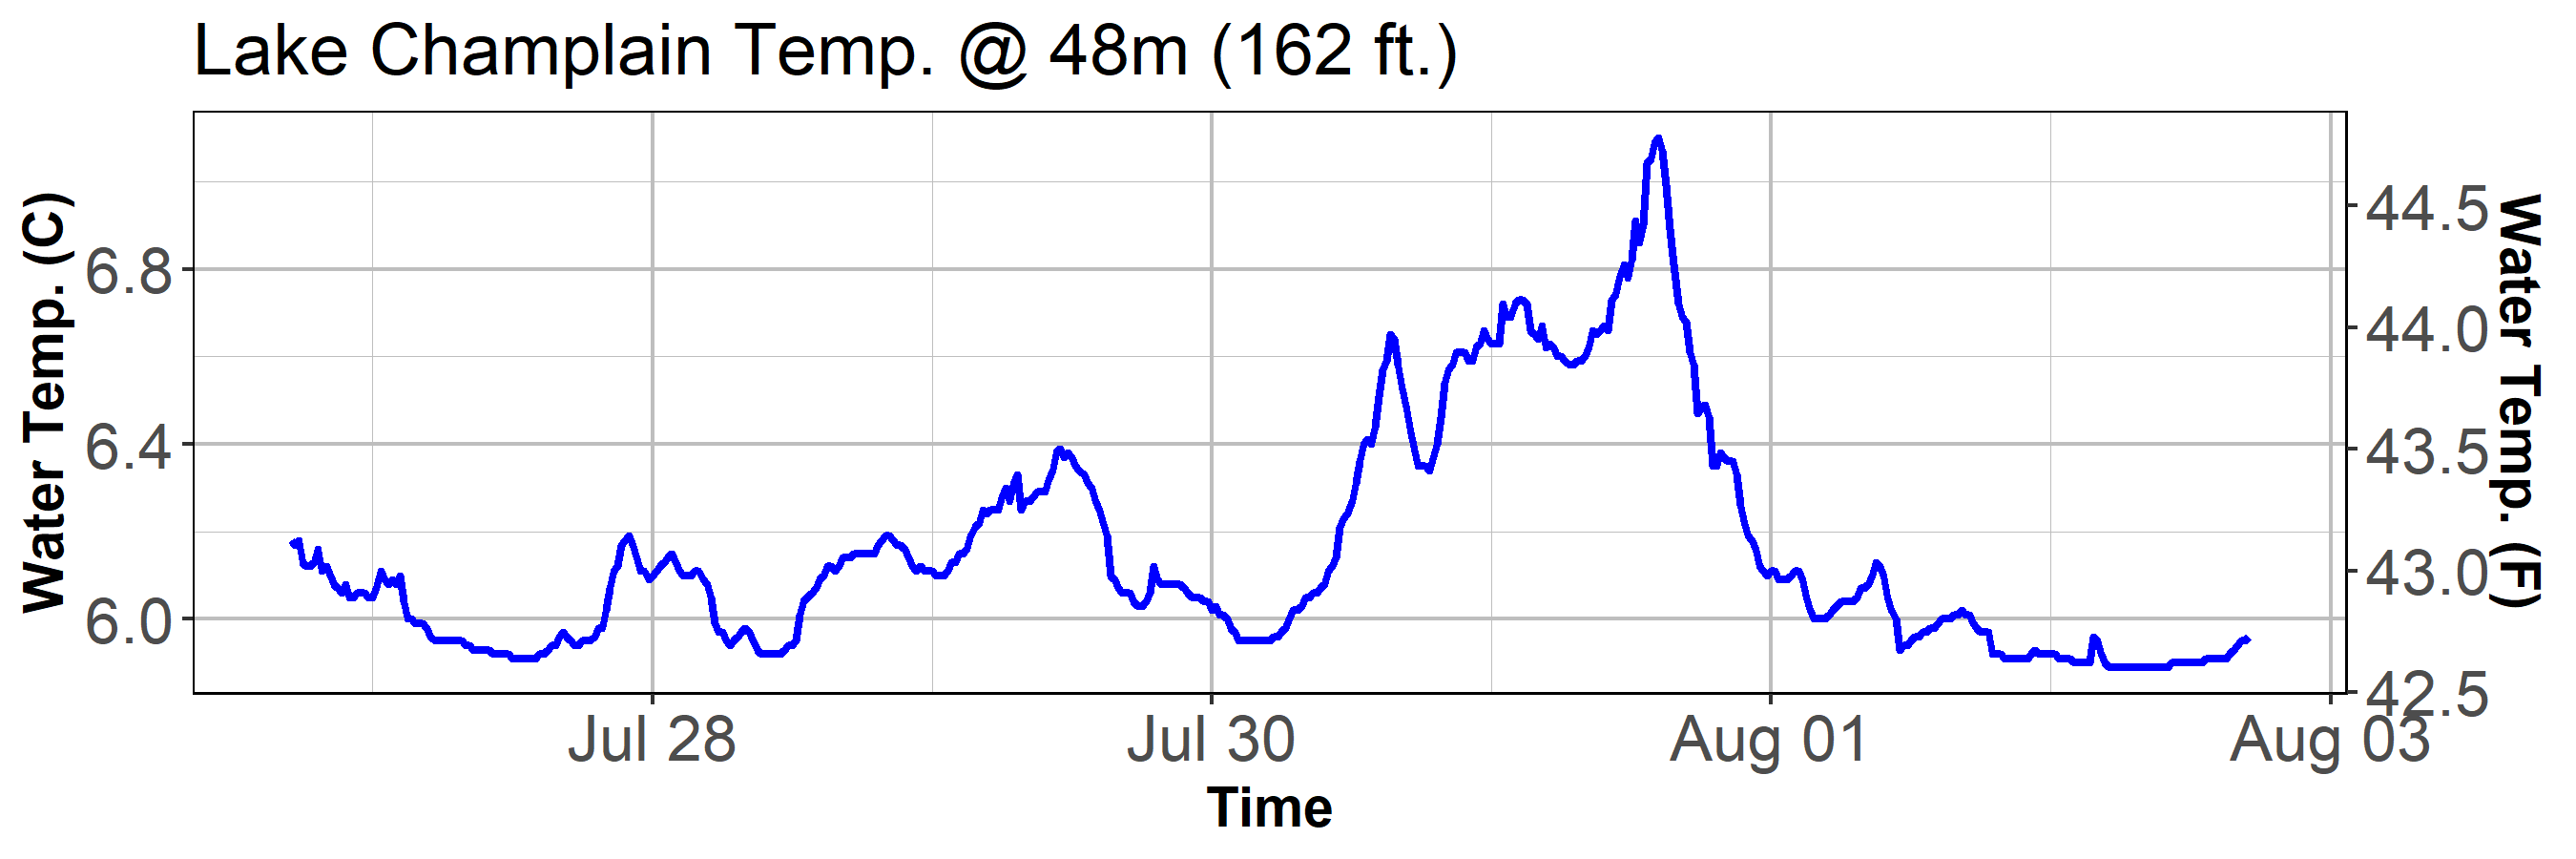 Lake Champlain Temp. @ 48m (162 ft.)
Water Temp. (C)
6.8
6.4
6.0
44.5
44.0
43.5
43.0
42.5
Water Temp. (F)
Jul 28 Jul 30 Aug 01 Aug 03
Time